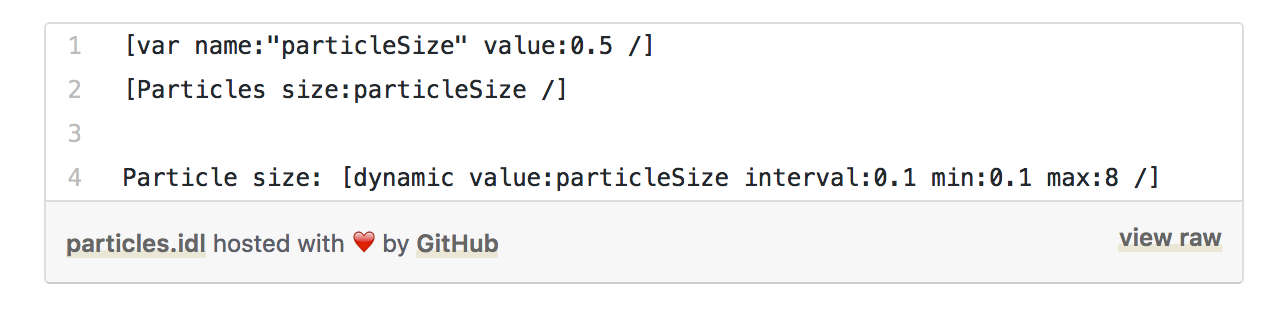 1 [var name:"particleSize" value:0.5 /]
2 [Particles size:particleSize /]
3
4 Particle size: [dynamic value:particleSize interval:0.1 min:0.1 max:8 /]
particles.idl hosted with ❤ by GitHub
view raw